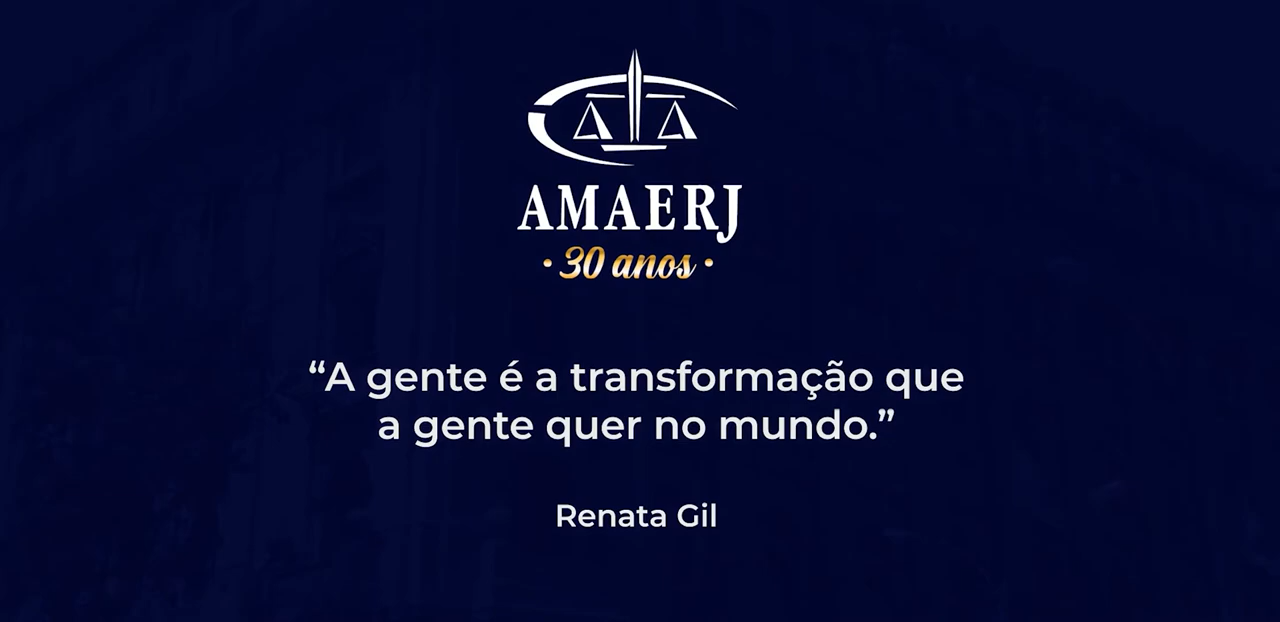 AMAERJ
• 30 anos •
“A gente é a transformação que
a gente quer no mundo.”
Renata Gil